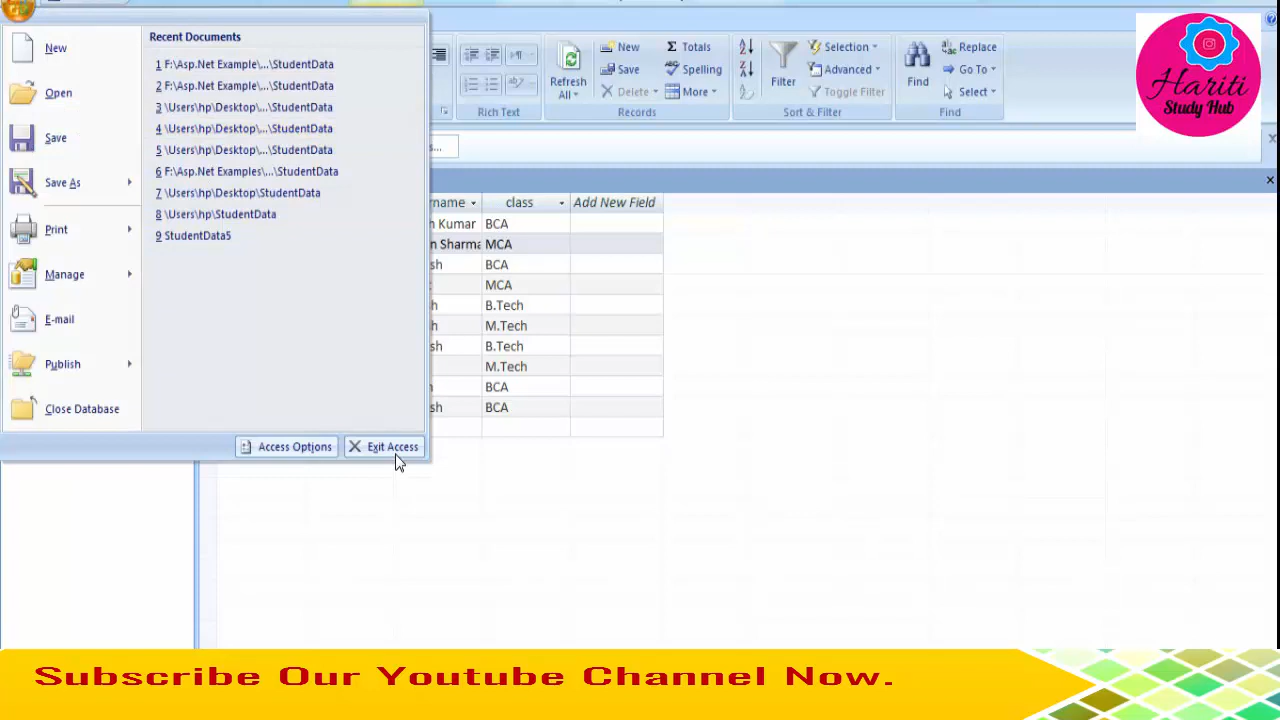 Recent Documents
New
1 F:\Asp.Net Example\...\StudentData
2 F:\Asp.Net Example\...\StudentData
Open
3 \Users\hp\Desktop\...\StudentData
4 \Users\hp\Desktop\...\StudentData
Save
5 \Users\hp\Desktop\...\StudentData
6 F:\Asp.Net Examples\...\StudentData
Save As
7 \Users\hp\Desktop\StudentData
8 \Users\hp\StudentData
Print
9 StudentData5
Manage
E-mail
Publish
Close Database
Access Options
Exit Access
Rich Text
Refresh
All
New
Save
Delete
Totals
Spelling
More
Records
Filter
Selection
Advanced
Toggle Filter
Sort & Filter
Find
Replace
Go To
Select
Find
Hariti
Study Hub
...
rname class Add New Field
n Kumar BCA
n Sharma MCA
sh BCA
MCA
h B.Tech
h M.Tech
sh B.Tech
M.Tech
BCA
sh BCA
Subscribe Our Youtube Channel Now.